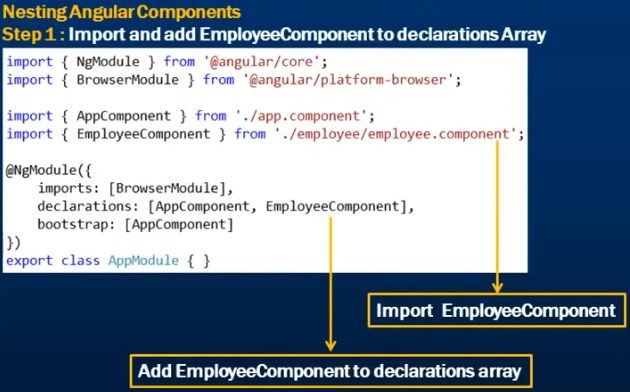 Nesting Angular Components
Step 1 : Import and add EmployeeComponent to declarations Array
import { NgModule } from '@angular/core';
import { BrowserModule } from '@angular/platform-browser';
import { AppComponent } from './app.component';
import { EmployeeComponent } from './employee/employee.component';
@NgModule({
    imports: [BrowserModule],
    declarations: [AppComponent, EmployeeComponent],
    bootstrap: [AppComponent]
})
export class AppModule { }
Import EmployeeComponent
Add EmployeeComponent to declarations array